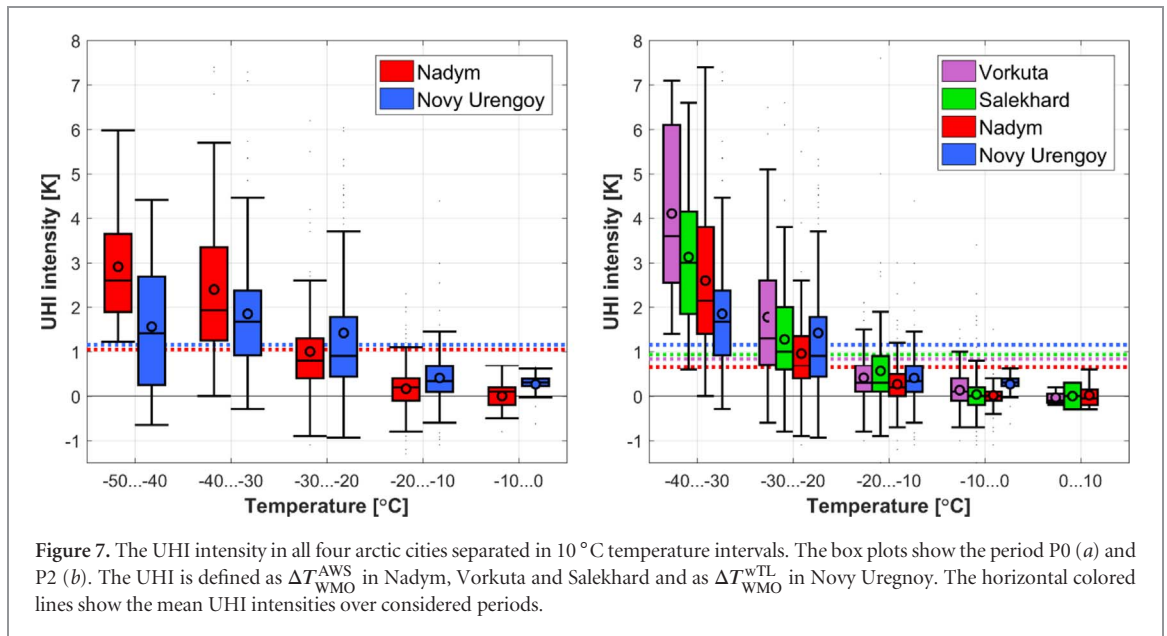 8
7
6
5
4
3
2
1
0
-1
UHI intensity [K]
Nadym
Novy Urengoy
-50...-40
-40...-30
-30...-20
-20...-10
-10...0
Temperature [°C]
8
7
6
5
4
3
2
1
0
-1
UHI intensity [K]
Vorkuta
Salekhard
Nadym
Novy Urengoy
-40...-30
-30...-20
-20...-10
-10...0
0...10
Temperature [°C]
Figure 7. The UHI intensity in all four arctic cities separated in 10 °C temperature intervals. The box plots show the period P0 (a) and
P2 (b). The UHI is defined as ΔT^AWS_WMO in Nadym, Vorkuta and Salekhard and as ΔT^wTL_WMO in Novy Uregnoy. The horizontal colored
lines show the mean UHI intensities over considered periods.